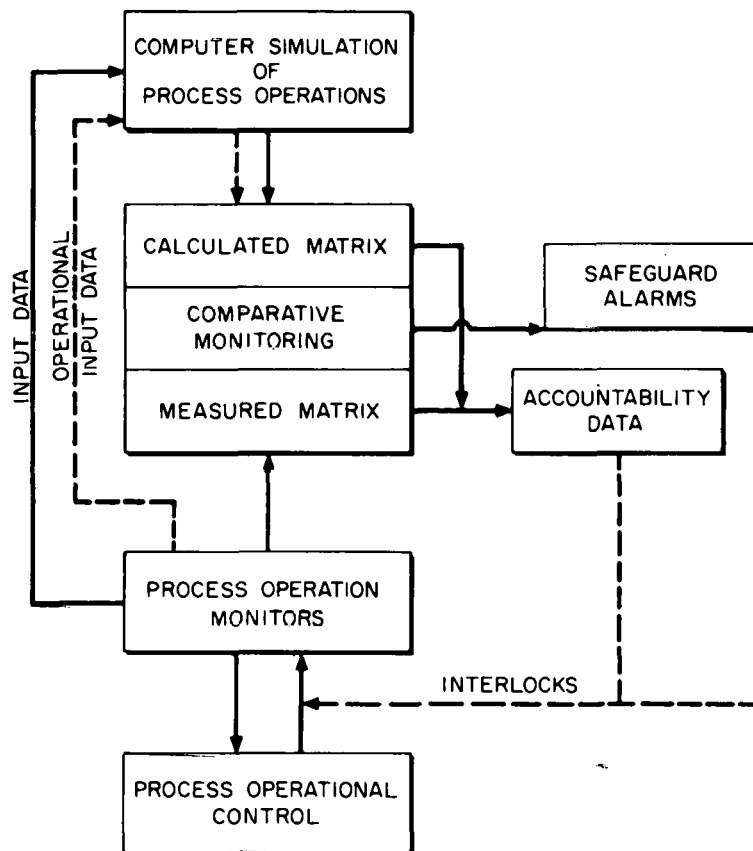 COMPUTER SIMULATION
OF
PROCESS OPERATIONS
CALCULATED MATRIX
COMPARATIVE
MONITORING
MEASURED MATRIX
SAFEGUARD
ALARMS
ACCOUNTABILITY
DATA
INPUT DATA
OPERATIONAL
INPUT DATA
PROCESS OPERATION
MONITORS
INTERLOCKS
PROCESS OPERATIONAL
CONTROL